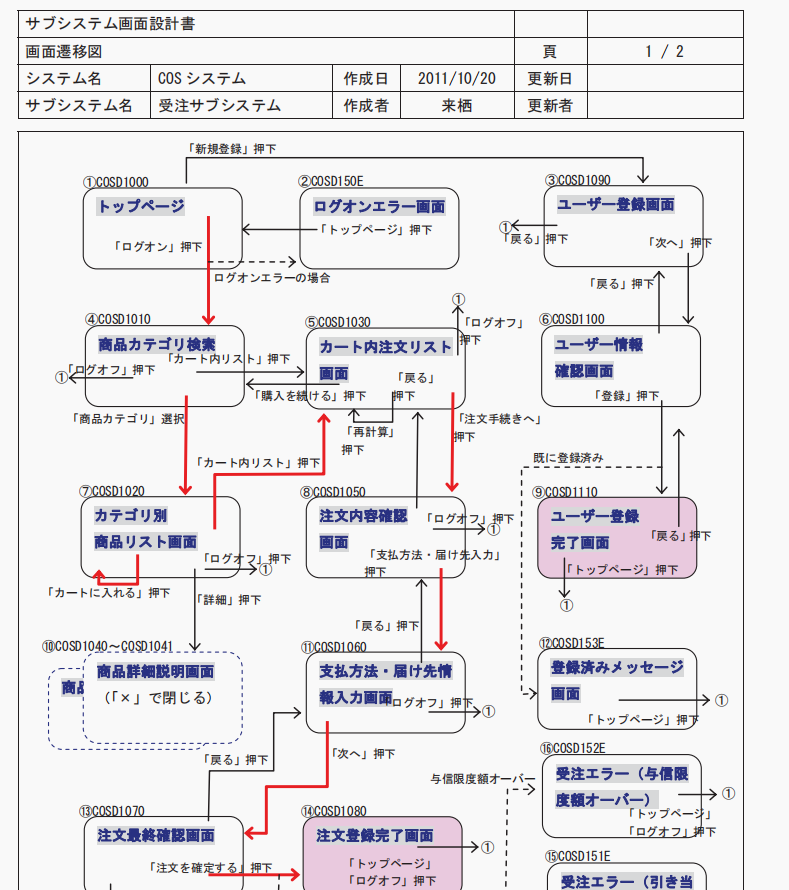 サブシステム画面設計書
画面遷移図 頁 1 / 2
システム名 COS システム 作成日 2011/10/20 更新日
サブシステム名 受注サブシステム 作成者 来栖 更新者
「新規登録」押下
①COSD1000
トップページ
「ログオン」押下
②COSD150E
ログオンエラー画面
「トップページ」押下
ログオンエラーの場合
③COSD1090
ユーザー登録画面
①
「戻る」押下
「次へ」押下
「戻る」押下
④COSD1010
商品カテゴリ検索
「カート内リスト」押下
①
「ログオフ」押下
「購入を続ける」押下
「商品カテゴリ」選択
①
⑤COSD1030
「ログオフ」
押下
カート内注文リスト
画面
「戻る」
押下
「再計算」
押下
「注文手続きへ」
押下
⑥COSD1100
ユーザー情報
確認画面
「登録」押下
既に登録済み
「カート内リスト」押下
⑦COSD1020
カテゴリ別
商品リスト画面
「ログオフ」押下
①
「カートに入れる」押下
「詳細」押下
⑧COSD1050
注文内容確認
画面
「ログオフ」押下
①
「支払方法・届け先入力」
押下
「戻る」押下
⑨COSD1110
ユーザー登録
完了画面
「戻る」押下
「トップページ」押下
①
⑩COSD1040～COSD1041
商品詳細説明画面
（「×」で閉じる）
商品
⑪COSD1060
支払方法・届け先情
報入力画面
ログオフ」押下
①
「次へ」押下
「戻る」押下
⑫COSD153E
登録済みメッセージ
画面
①
「トップページ」押下
⑯COSD152E
受注エラー（与信限
度額オーバー）
①
「トップページ」
「ログオフ」押下
与信限度額オーバー
⑬COSD1070
注文最終確認画面
「注文を確定する」押下
⑭COSD1080
注文登録完了画面
①
「トップページ」
「ログオフ」押下
⑮COSD151E
受注エラー（引き当